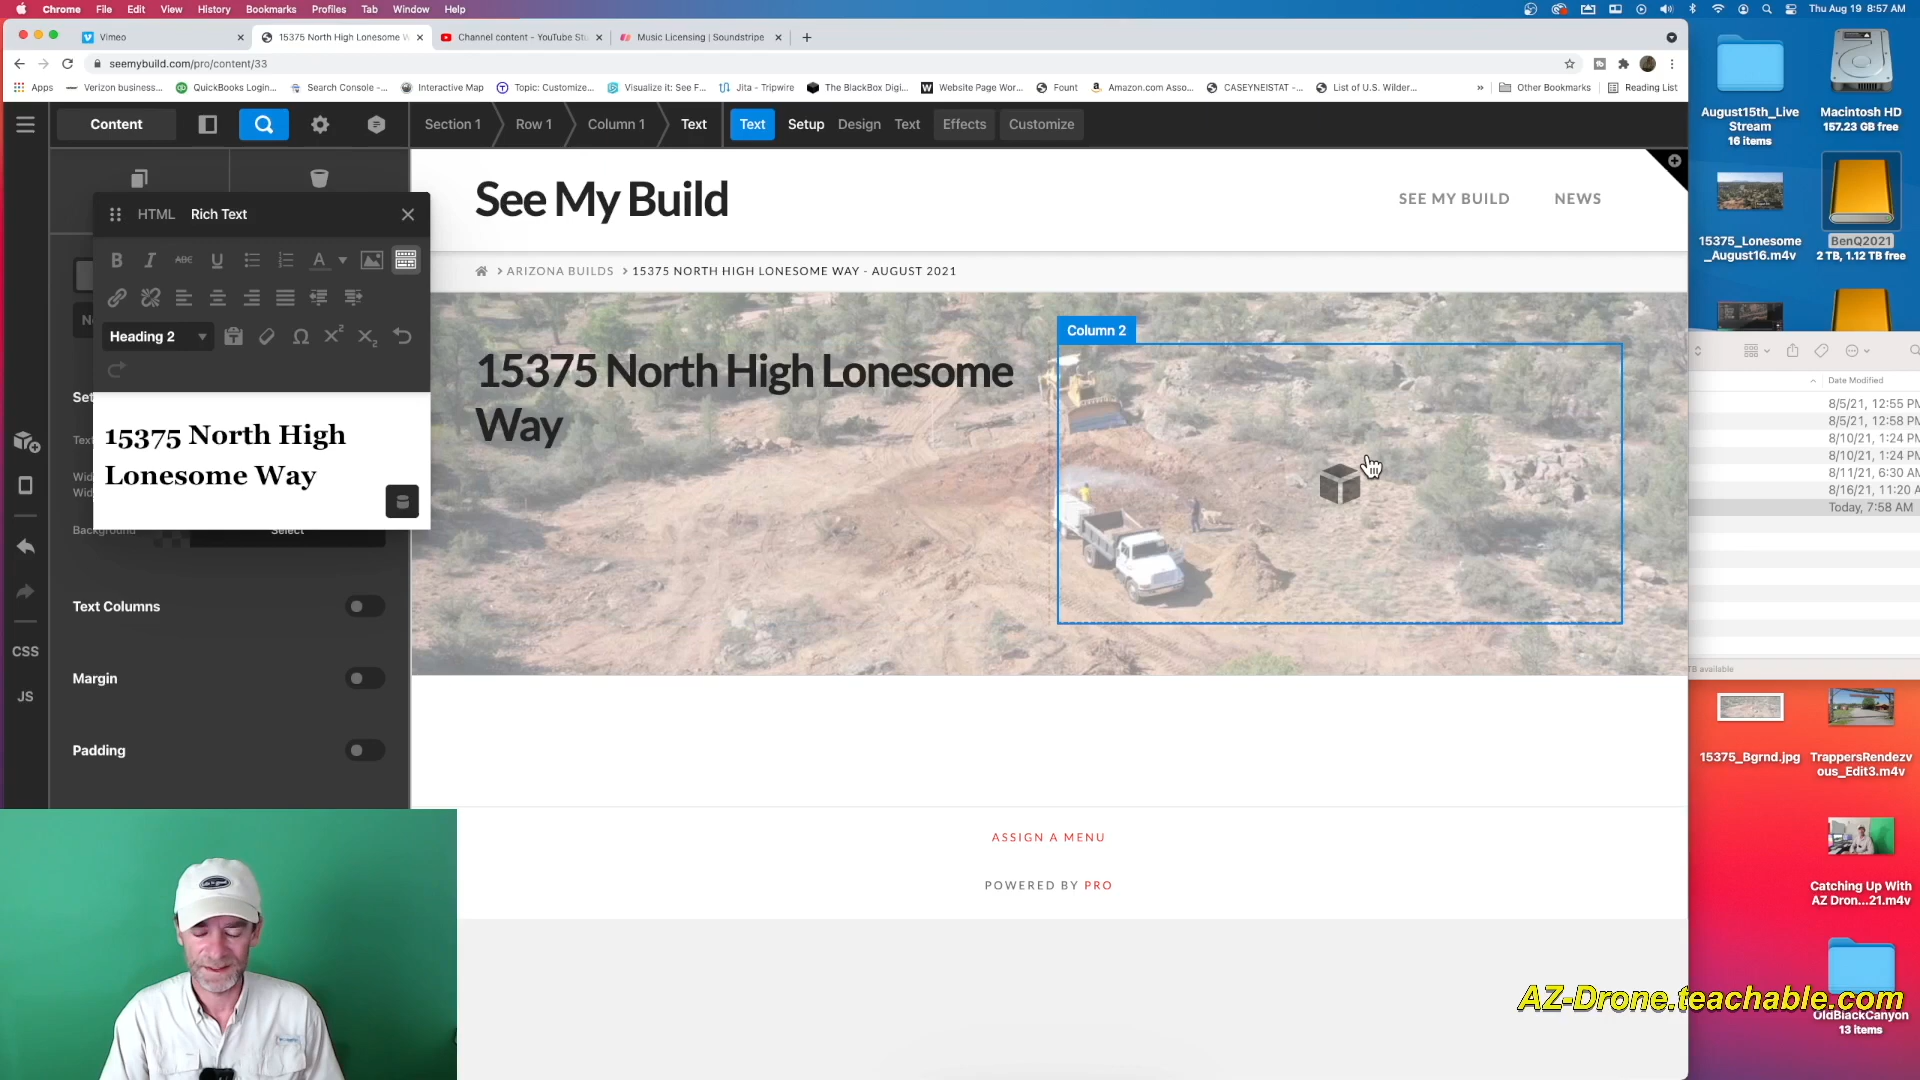 Chrome File Edit View History Bookmarks Profiles Tab Window Help
Thu Aug 19 8:57 AM
Vimeo
15375 North High Lonesome W
Channel content - YouTube Stu
Music Licensing | Soundstripe
seemybuild.com/pro/content/33
Apps
Verizon business...
QuickBooks Login...
Search Console -...
Interactive Map
Topic: Customize...
Visualize it: See F...
Jita - Tripwire
The BlackBox Digi...
Website Page Wor...
Fount
Amazon.com Asso...
CASEYNEISTAT -...
List of U.S. Wilder...
Other Bookmarks
Reading List
Content
Section 1
Row 1
Column 1
Text
Text
Setup
Design
Text
Effects
Customize
HTML
Rich Text
Heading 2
15375 North High
Lonesome Way
Select
Text Columns
Margin
Padding
CSS
JS
See My Build
SEE MY BUILD
NEWS
ARIZONA BUILDS
15375 NORTH HIGH LONESOME WAY - AUGUST 2021
15375 North High Lonesome
Way
Column 2
ASSIGN A MENU
POWERED BY PRO
August15th_Live
Stream
16 items
Macintosh HD
157.23 GB free
15375_Lonesome
_August16.m4v
BenQ2021
2 TB, 1.12 TB free
Date Modified
8/5/21, 12:55 PM
8/5/21, 12:58 PM
8/10/21, 1:24 PM
8/10/21, 1:24 PM
8/11/21, 6:30 AM
8/16/21, 11:20 A
Today, 7:58 AM
TB available
15375_Bgrnd.jpg
TrappersRendezv
ous_Edit3.m4v
Catching Up With
AZ Dron...21.m4v
AZ-Drone.teachable.com
OldBlackCanyon
13 items